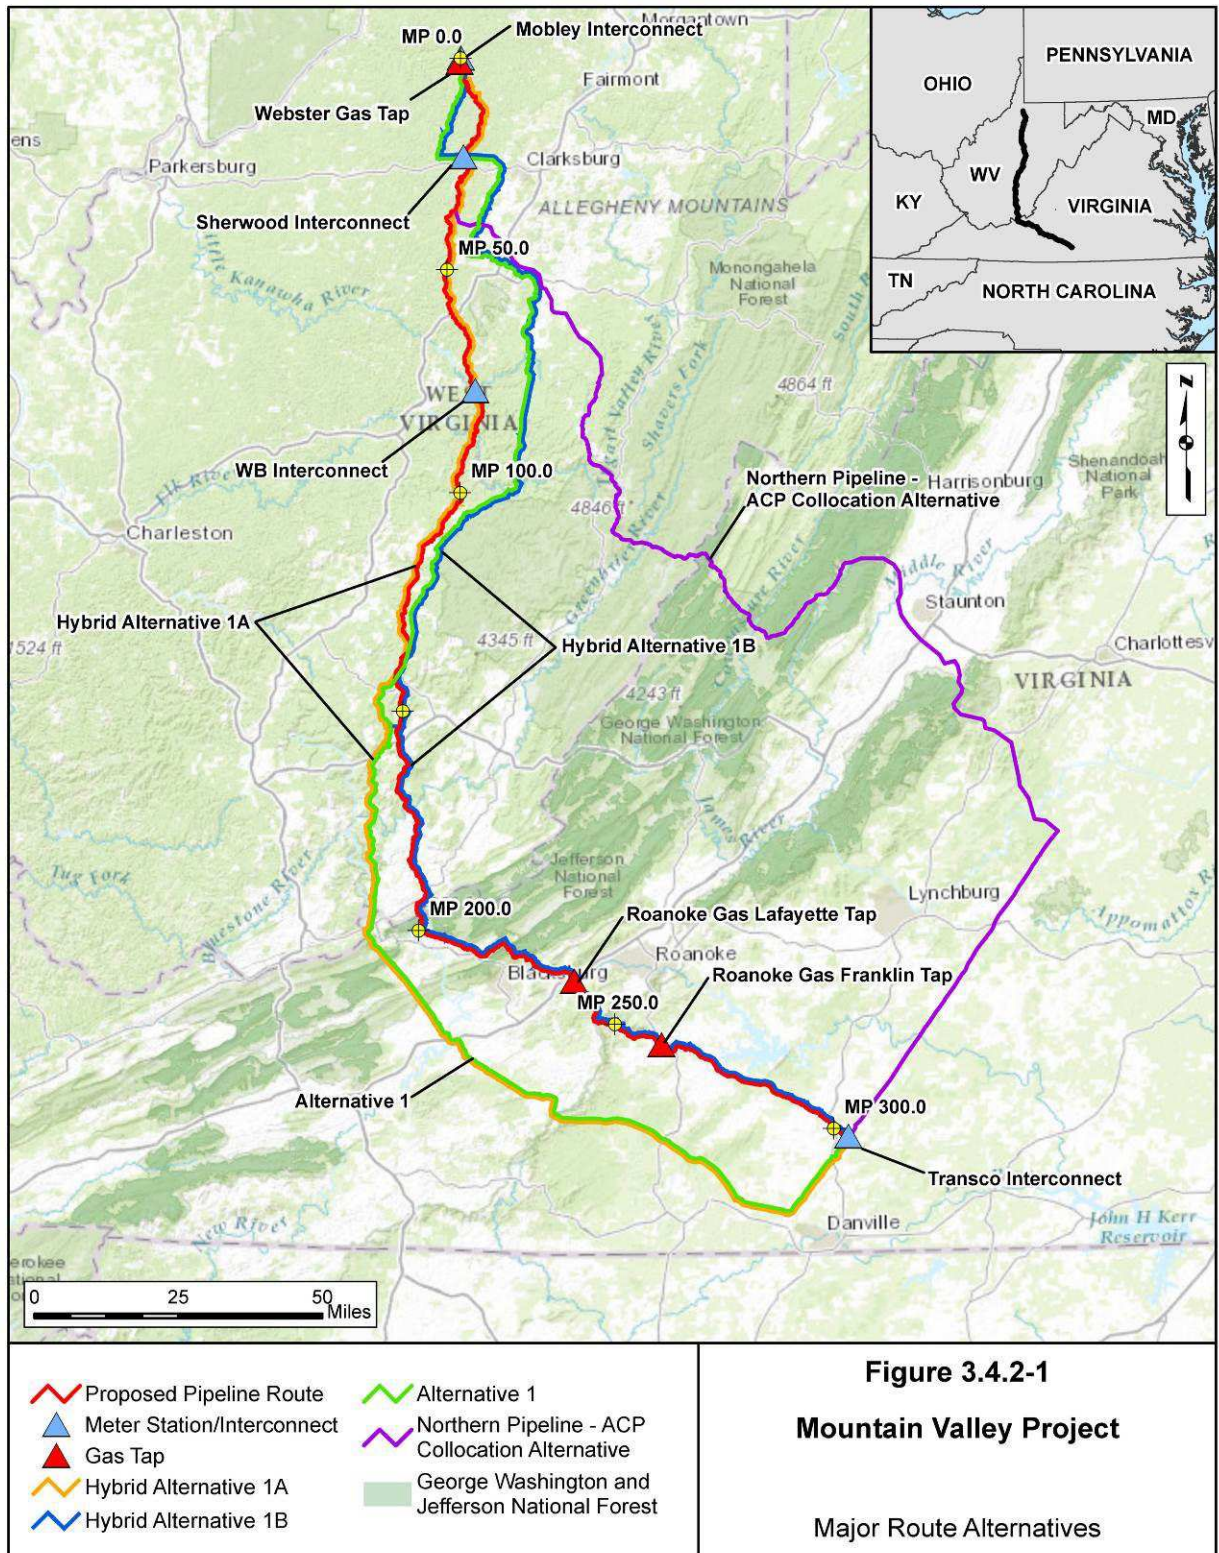 Morgantown
MP 0.0
Mobley Interconnect
Fairmont
Webster Gas Tap
ens
Parkersburg
Clarksburg
ALLEGHENY MOUNTAINS
Sherwood Interconnect
MP 50.0
Little Kanawha River
Monongahela
National
Forest
South
WEST
VIRGINIA
4864 ft
Shavers Fork
WB Interconnect
MP 100.0
Elk River
Charleston
4846 ft
Greenbrier River
Northern Pipeline -
ACP Collocation Alternative
Harrisonburg
Shenandoah
National
Park
Middle River
Staunton
Hybrid Alternative 1A
1524 ft
4345 ft
Hybrid Alternative 1B
Charlottesv
VIRGINIA
4243 ft
George Washington
National Forest
James River
Tug Fork
Bluestone River
Jefferson
National
Forest
Lynchburg
Appomattox
MP 200.0
Roanoke Gas Lafayette Tap
Roanoke
Blacksburg
Roanoke Gas Franklin Tap
MP 250.0
Alternative 1
MP 300.0
Transco Interconnect
New River
Danville
John H Kerr
Reservoir
erokee
OHIO
PENNSYLVANIA
MD
WV
KY
VIRGINIA
TN
NORTH CAROLINA
N
0 25 50
Miles
Proposed Pipeline Route
Meter Station/Interconnect
Gas Tap
Hybrid Alternative 1A
Hybrid Alternative 1B
Alternative 1
Northern Pipeline - ACP
Collocation Alternative
George Washington and
Jefferson National Forest
Figure 3.4.2-1
Mountain Valley Project
Major Route Alternatives